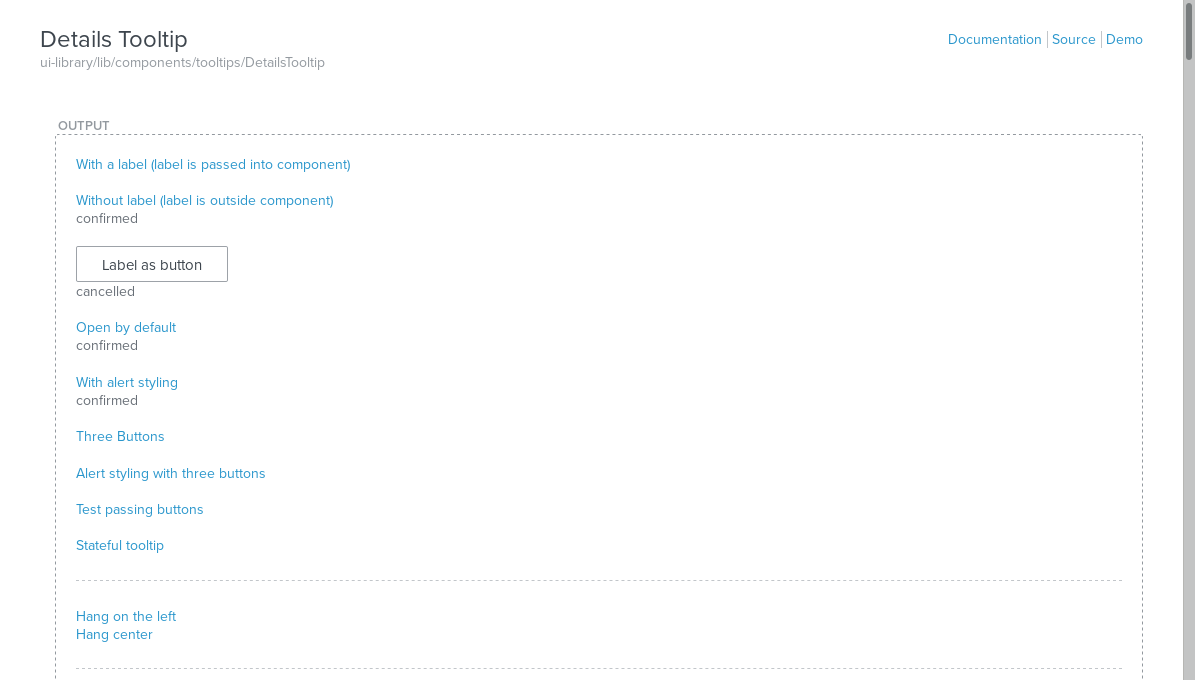 Details Tooltip
ui-library/lib/components/tooltips/DetailsTooltip
Documentation Source Demo
OUTPUT
With a label (label is passed into component)
Without label (label is outside component)
confirmed
Label as button
cancelled
Open by default
confirmed
With alert styling
confirmed
Three Buttons
Alert styling with three buttons
Test passing buttons
Stateful tooltip
Hang on the left
Hang center